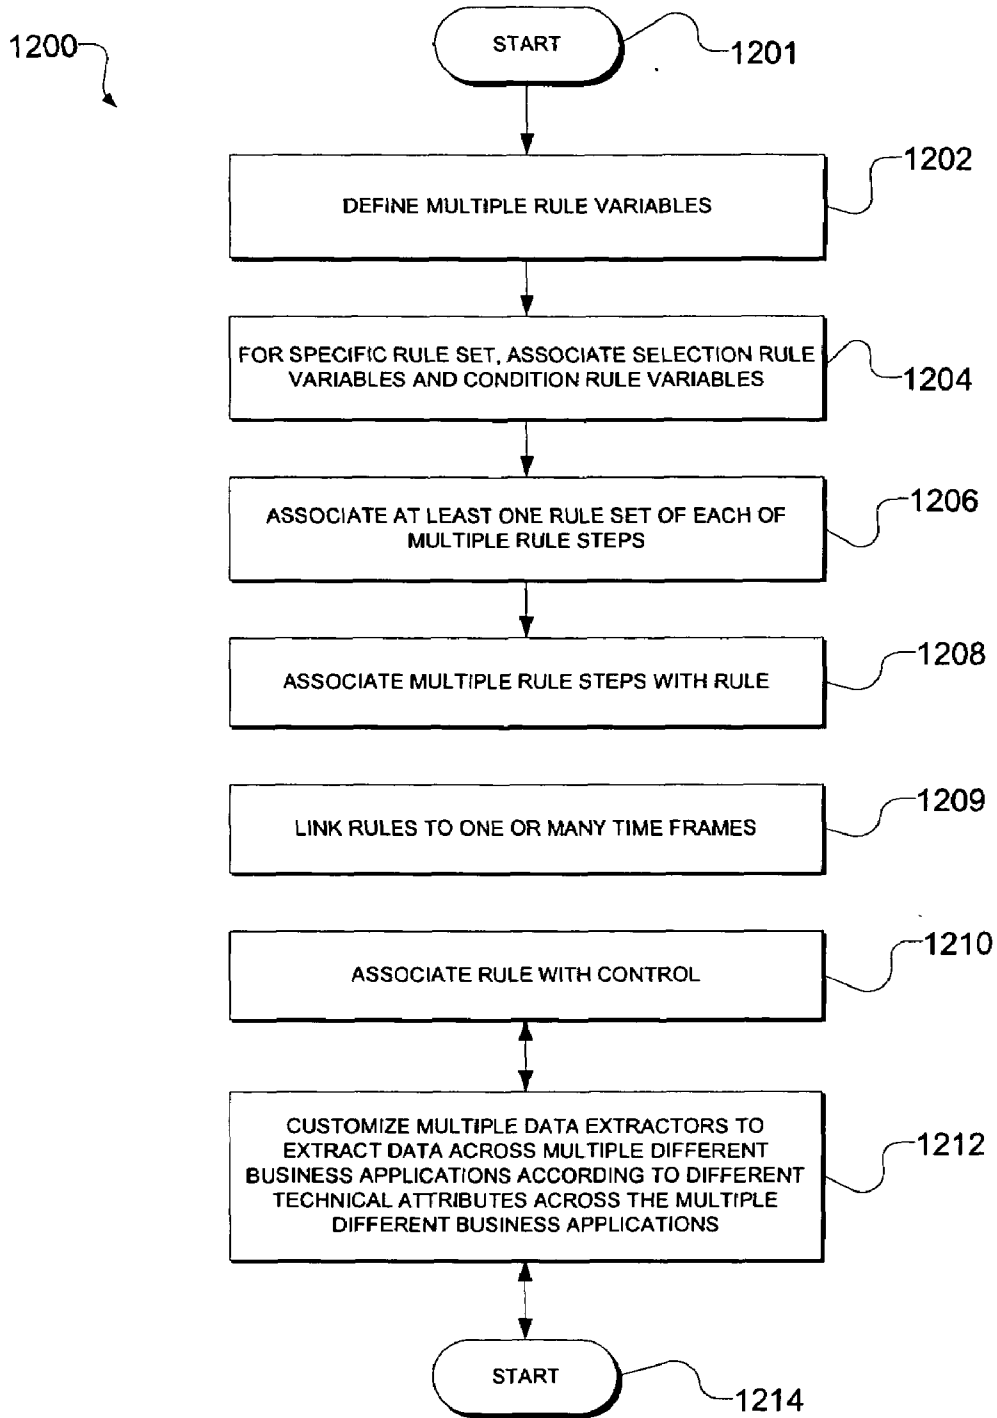 1200
START
1201
1202
DEFINE MULTIPLE RULE VARIABLES
FOR SPECIFIC RULE SET, ASSOCIATE SELECTION RULE
VARIABLES AND CONDITION RULE VARIABLES
1204
1206
ASSOCIATE AT LEAST ONE RULE SET OF EACH OF
MULTIPLE RULE STEPS
1208
ASSOCIATE MULTIPLE RULE STEPS WITH RULE
1209
LINK RULES TO ONE OR MANY TIME FRAMES
1210
ASSOCIATE RULE WITH CONTROL
CUSTOMIZE MULTIPLE DATA EXTRACTORS TO
EXTRACT DATA ACROSS MULTIPLE DIFFERENT
BUSINESS APPLICATIONS ACCORDING TO DIFFERENT
TECHNICAL ATTRIBUTES ACROSS THE MULTIPLE
DIFFERENT BUSINESS APPLICATIONS
1212
START
1214